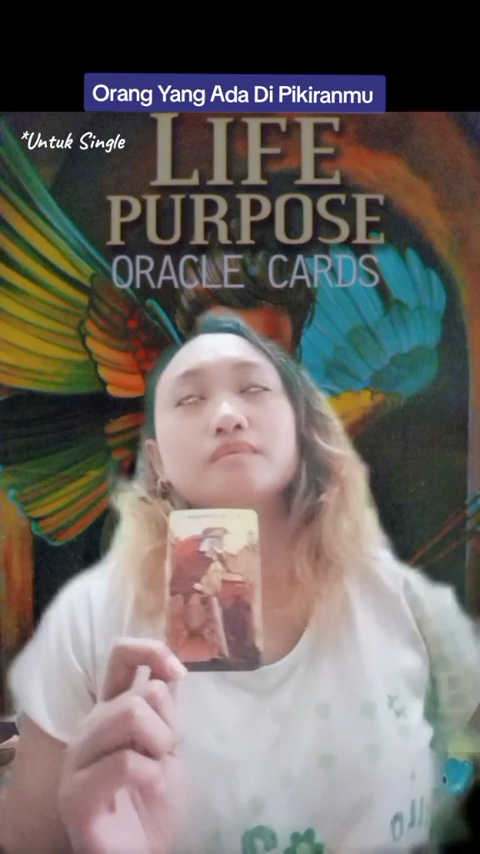 Orang Yang Ada Di Pikiranmu
*Untuk Single
LIFE
PURPOSE
ORACLE CARDS